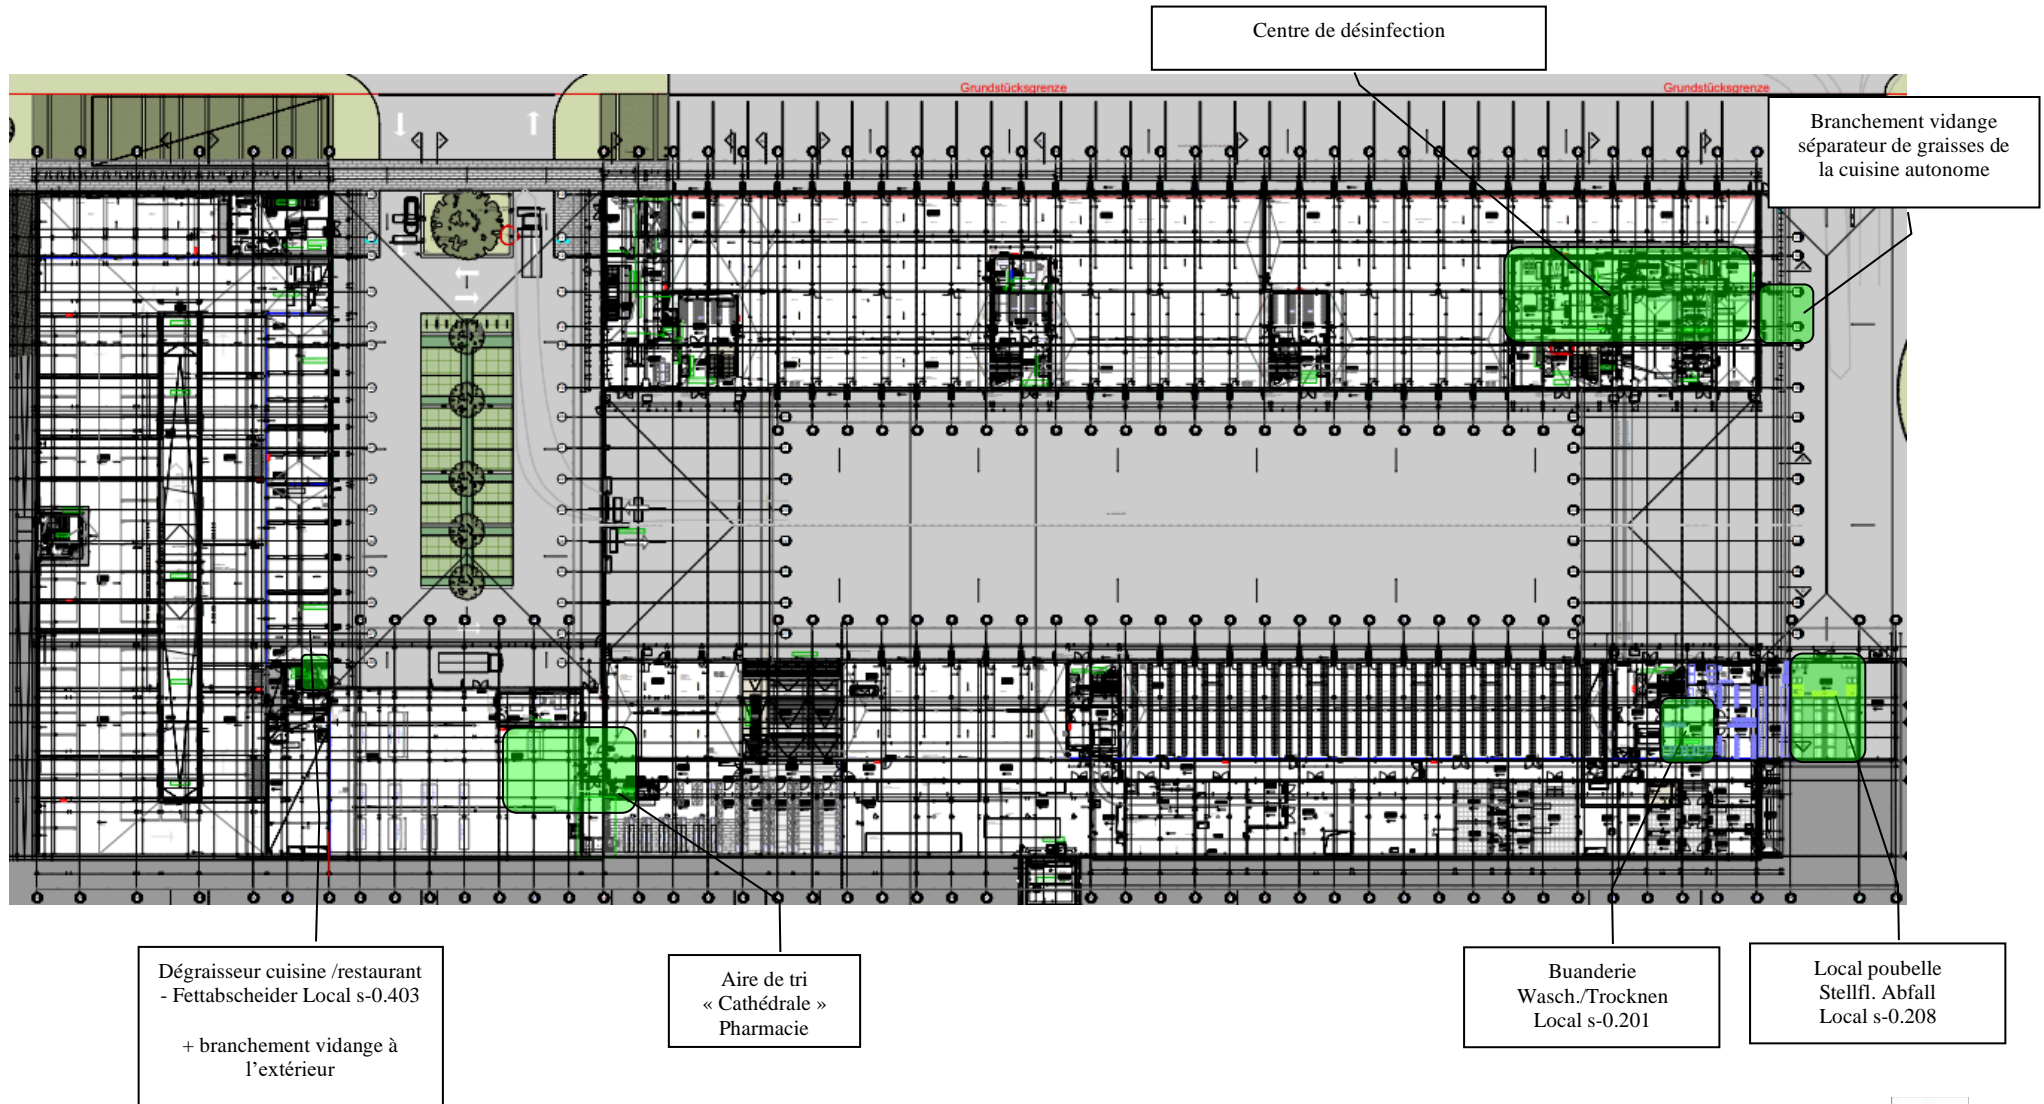 Centre de désinfection
Grundstücksgrenze
Grundstücksgrenze
Branchement vidange
séparateur de graisses de
la cuisine autonome
Dégraisseur cuisine /restaurant
- Fettabscheider Local s-0.403
+ branchement vidange à
l’extérieur
Aire de tri
« Cathédrale »
Pharmacie
Buanderie
Wasch./Trocknen
Local s-0.201
Local poubelle
Stellfl. Abfall
Local s-0.208